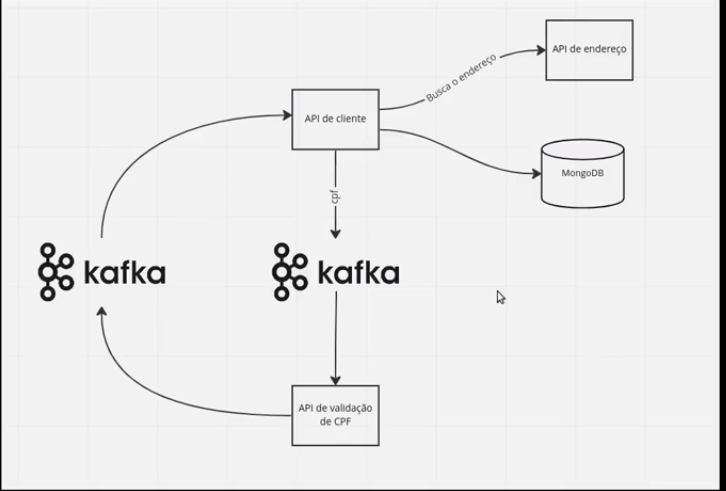 API de endereço
Busca o endereço
API de cliente
MongoDB
cpf
kafka
kafka
API de validação
de CPF